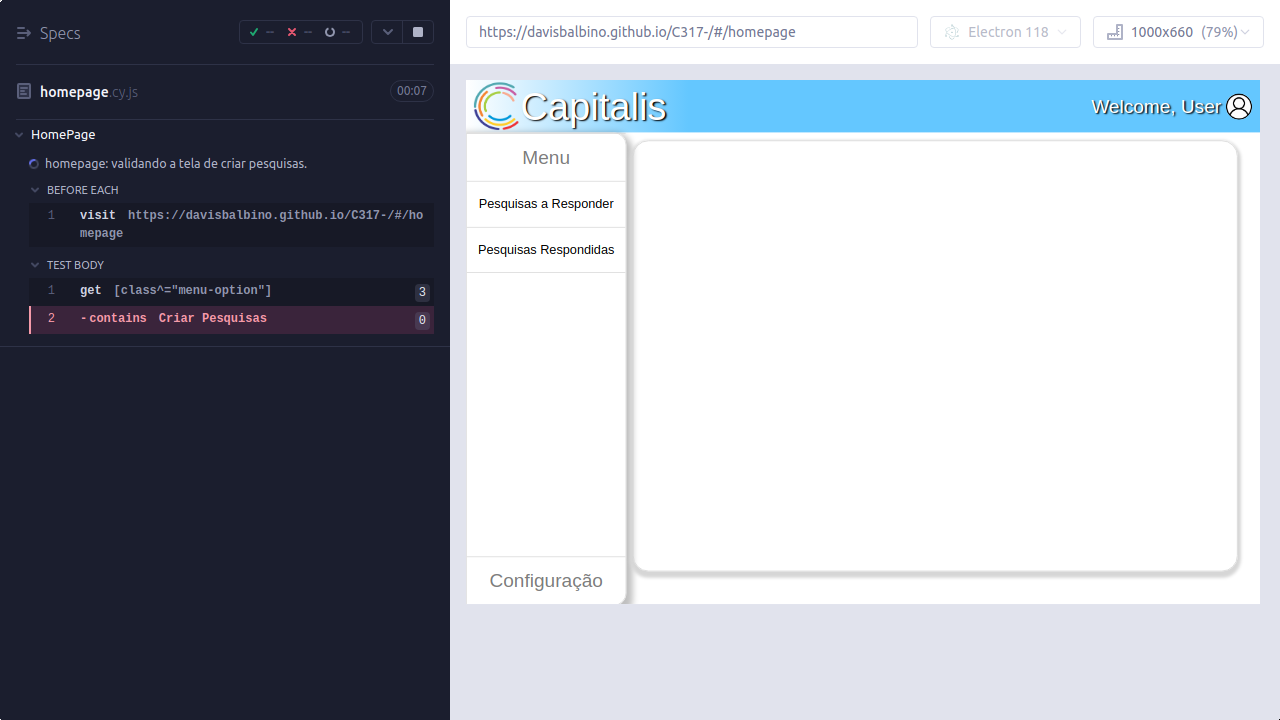 Specs
--
--
--
homepage.cy.js
00:07
HomePage
homepage: validando a tela de criar pesquisas.
BEFORE EACH
1 visit https://davisbalbino.github.io/C317-/#/ho
mepage
TEST BODY
1 get [class^="menu-option"] 3
2 -contains Criar Pesquisas 0
https://davisbalbino.github.io/C317-/#/homepage
Electron 118
1000x660 (79%)
Capitalis
Welcome, User
Menu
Pesquisas a Responder
Pesquisas Respondidas
Configuração